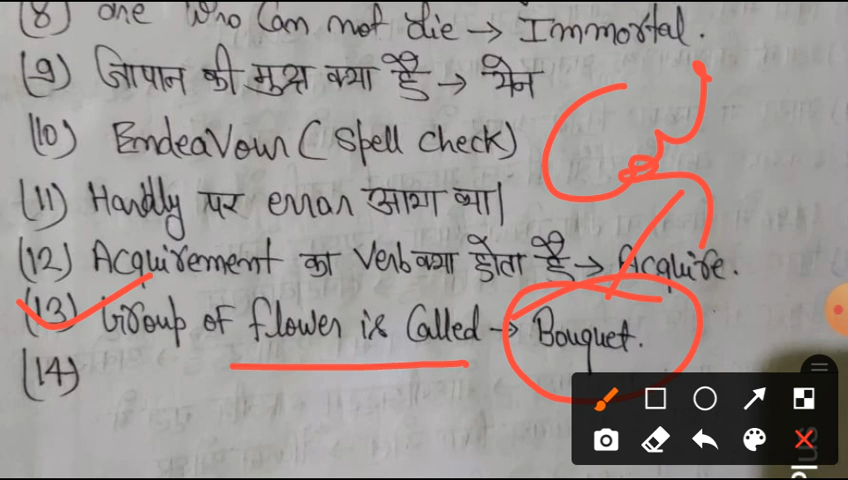 (8) one who Can not die → Immortal.
(9) जापान की मुद्रा क्या है → येन
(10) Endeavour (Spell check)
(11) Hardly पर error आया था|
(12) Acquirement का Verb क्या होता है → Acquire.
(13) Group of flower is Called → Bouquet.
(14)